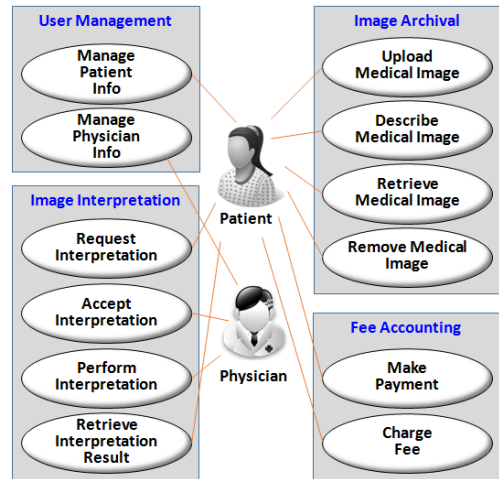 User Management
Manage
Patient
Info
Manage
Physician
Info
Image Interpretation
Request
Interpretation
Accept
Interpretation
Perform
Interpretation
Retrieve
Interpretation
Result
Patient
Physician
Image Archival
Upload
Medical Image
Describe
Medical Image
Retrieve
Medical Image
Remove Medical
Image
Fee Accounting
Make
Payment
Charge
Fee